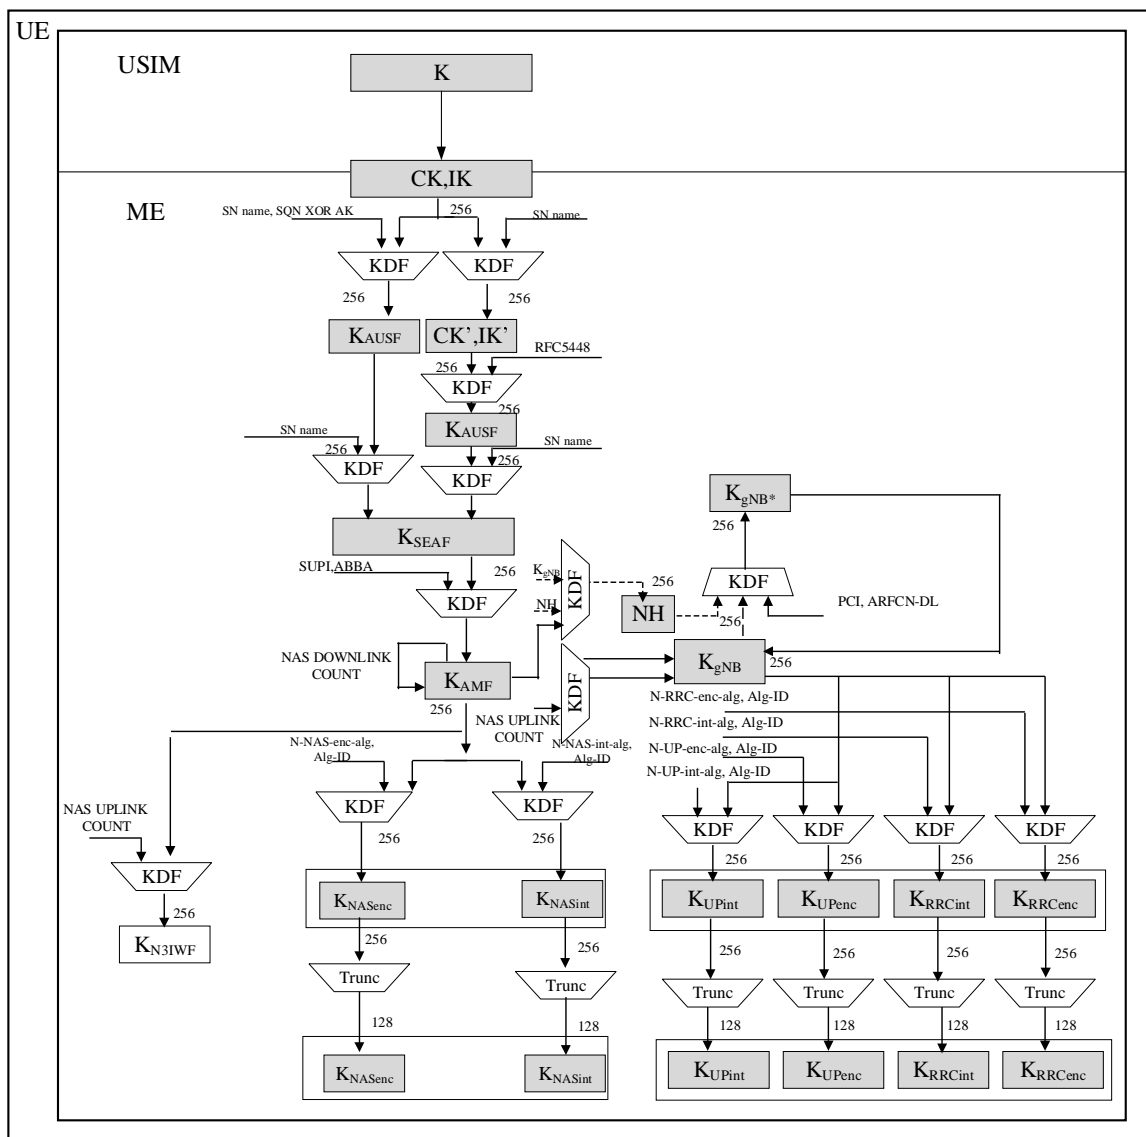 UE
USIM
K
CK,IK
ME
SN name, SQN XOR AK
256
SN name
KDF
KDF
256
256
KAUSF
CK’,IK’
RFC5448
256
KDF
256
KAUSF
SN name
256
SN name
256
KDF
KDF
KgNB*
256
KSEAF
SUPI,ABBA
256
KgNB
KDF
256
KDF
KDF
NH
NH
PCI, ARFCN-DL
256
NAS DOWNLINK
COUNT
KAMF
256
KDF
KgNB
256
NAS UPLINK
COUNT
N-RRC-enc-alg, Alg-ID
N-RRC-int-alg, Alg-ID
N-UP-enc-alg, Alg-ID
N-UP-int-alg, Alg-ID
N-NAS-enc-alg,
Alg-ID
N-NAS-int-alg,
Alg-ID
NAS UPLINK
COUNT
KDF
KDF
KDF
KDF
KDF
KDF
KDF
256
256
256
256
256
256
256
KN3IWF
KNASenc
KNASint
KUPint
KUPenc
KRRCint
KRRCenc
256
256
256
256
256
256
Trunc
Trunc
Trunc
Trunc
Trunc
Trunc
128
128
128
128
128
128
KNASenc
KNASint
KUPint
KUPenc
KRRCint
KRRCenc